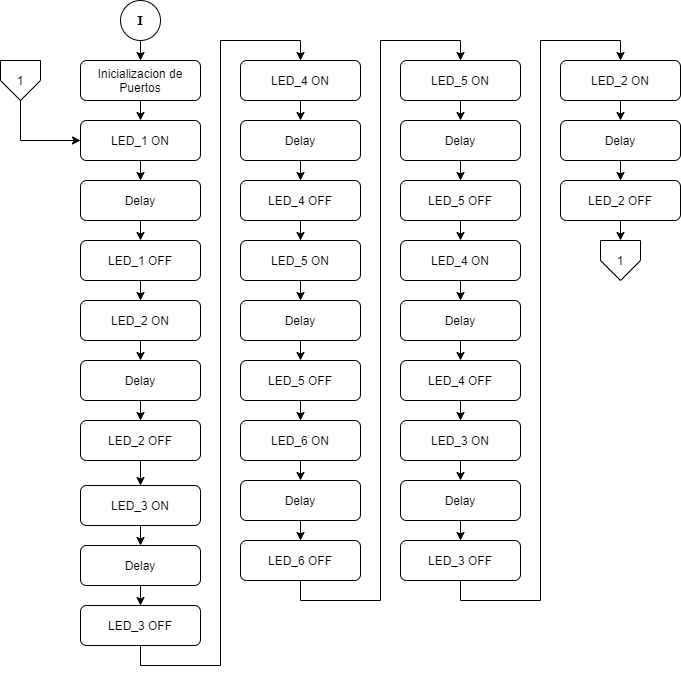 I
1
Inicializacion de
Puertos
LED_1 ON
Delay
LED_1 OFF
LED_2 ON
Delay
LED_2 OFF
LED_3 ON
Delay
LED_3 OFF
LED_4 ON
Delay
LED_4 OFF
LED_5 ON
Delay
LED_5 OFF
LED_6 ON
Delay
LED_6 OFF
LED_5 ON
Delay
LED_5 OFF
LED_4 ON
Delay
LED_4 OFF
LED_3 ON
Delay
LED_3 OFF
LED_2 ON
Delay
LED_2 OFF
1